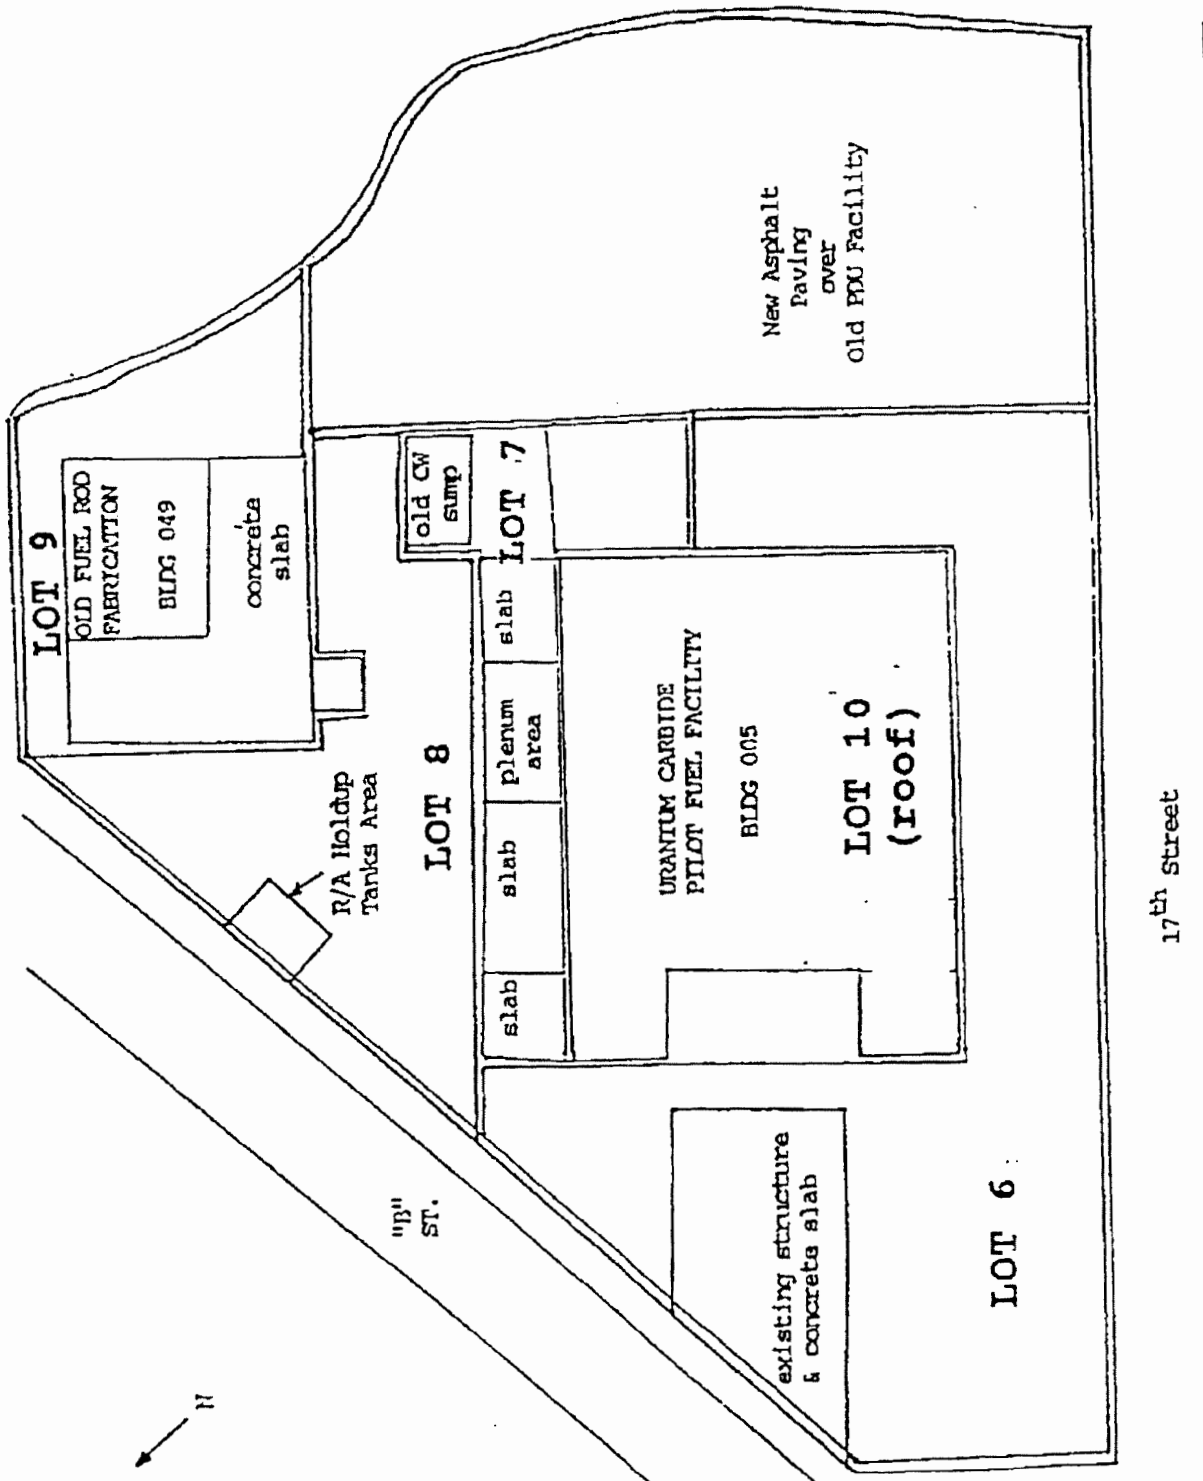 LOT 9
OLD FUEL ROD
FABRICATION
BLDG 049
concrete
slab
R/A Holdup
Tanks Area
LOT 8
old CW
sump
LOT 7
slab
plenum
area
slab
slab
URANIUM CARBIDE
PILOT FUEL FACILITY
BLDG 005
LOT 10
(roof)
New Asphalt
Paving
over
Old PDU Facility
"B"
ST.
existing structure
& concrete slab
LOT 6
17th Street
N